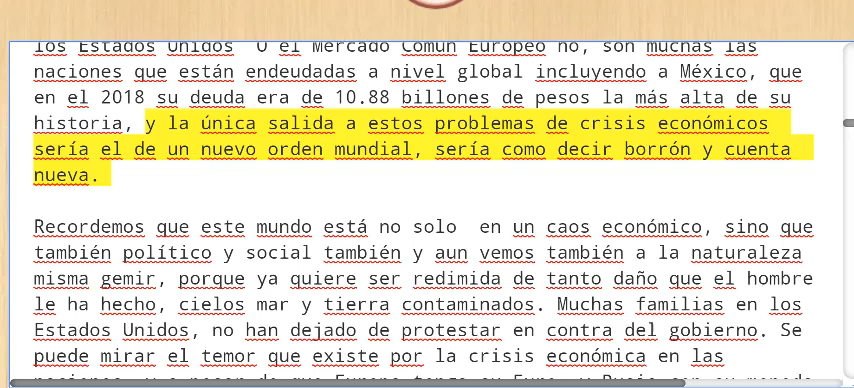 los Estados Unidos O el Mercado Común Europeo no, son muchas las
naciones que están endeudadas a nivel global incluyendo a México, que
en el 2018 su deuda era de 10.88 billones de pesos la más alta de su
historia, y la única salida a estos problemas de crisis económicos
sería el de un nuevo orden mundial, sería como decir borrón y cuenta
nueva.
Recordemos que este mundo está no solo en un caos económico, sino que
también político y social también y aun vemos también a la naturaleza
misma gemir, porque ya quiere ser redimida de tanto daño que el hombre
le ha hecho, cielos mar y tierra contaminados. Muchas familias en los
Estados Unidos, no han dejado de protestar en contra del gobierno. Se
puede mirar el temor que existe por la crisis económica en las